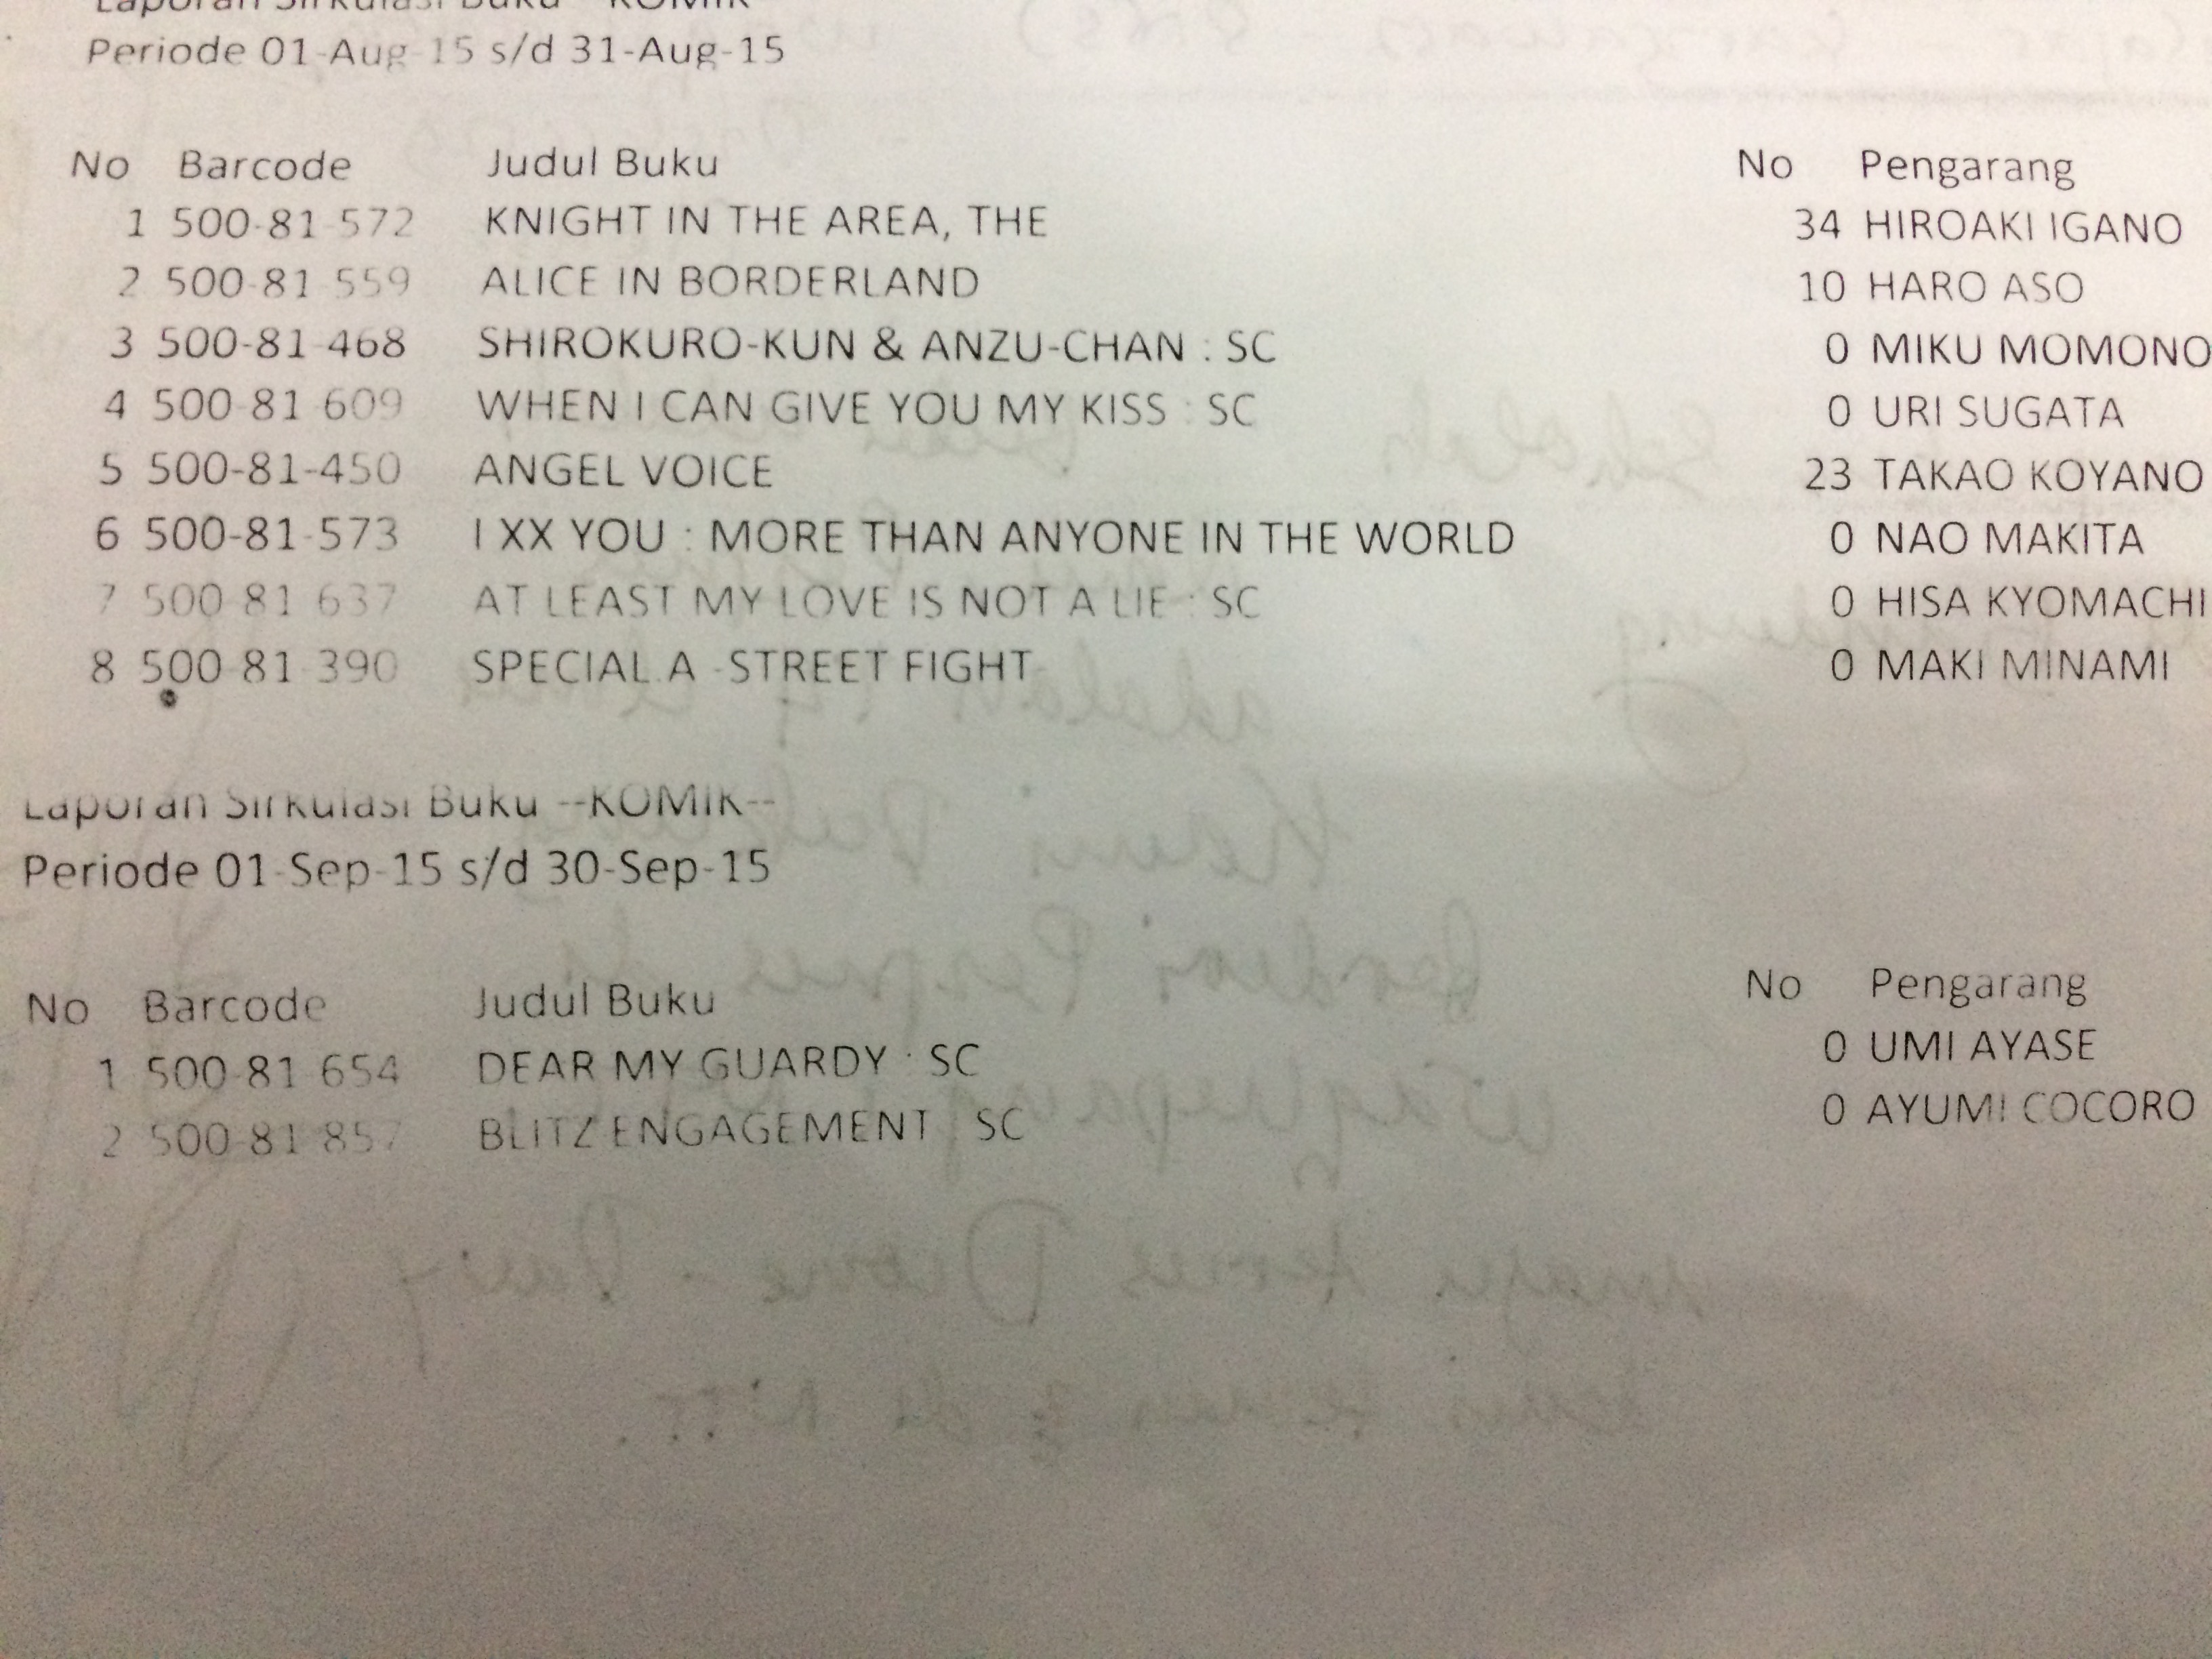 Laporan Sirkulasi Buku --KOMIK
Periode 01-Aug-15 s/d 31-Aug-15
No Barcode Judul Buku No Pengarang
1 500-81-572 KNIGHT IN THE AREA, THE 34 HIROAKI IGANO
2 500-81-559 ALICE IN BORDERLAND 10 HARO ASO
3 500-81-468 SHIROKURO-KUN & ANZU-CHAN : SC 0 MIKU MOMONO
4 500-81-609 WHEN I CAN GIVE YOU MY KISS : SC 0 URI SUGATA
5 500-81-450 ANGEL VOICE 23 TAKAO KOYANO
6 500-81-573 I XX YOU : MORE THAN ANYONE IN THE WORLD 0 NAO MAKITA
7 500-81-637 AT LEAST MY LOVE IS NOT A LIE : SC 0 HISA KYOMACHI
8 500-81-390 SPECIAL A - STREET FIGHT 0 MAKI MINAMI
Laporan Sirkulasi Buku --KOMIK--
Periode 01-Sep-15 s/d 30-Sep-15
No Barcode Judul Buku No Pengarang
1 500-81-654 DEAR MY GUARDY : SC 0 UMI AYASE
2 500-81-857 BLITZ ENGAGEMENT : SC 0 AYUMI COCORO